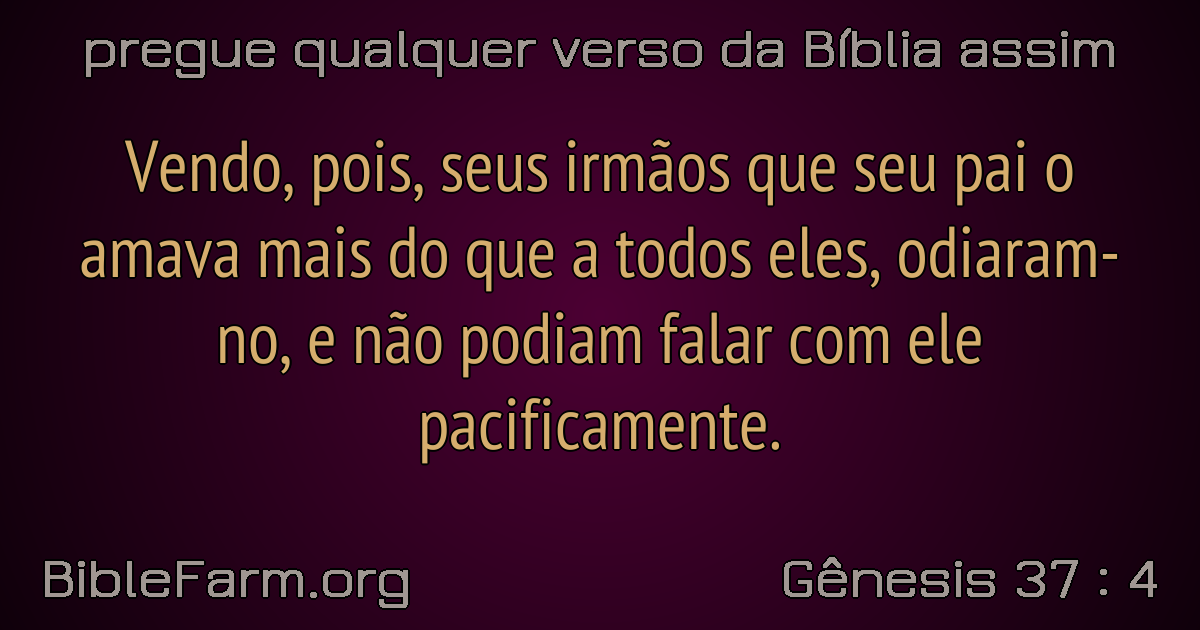 pregue qualquer verso da Bíblia assim
Vendo, pois, seus irmãos que seu pai o
amava mais do que a todos eles, odiaram-
no, e não podiam falar com ele
pacificamente.
BibleFarm.org
Gênesis 37 : 4